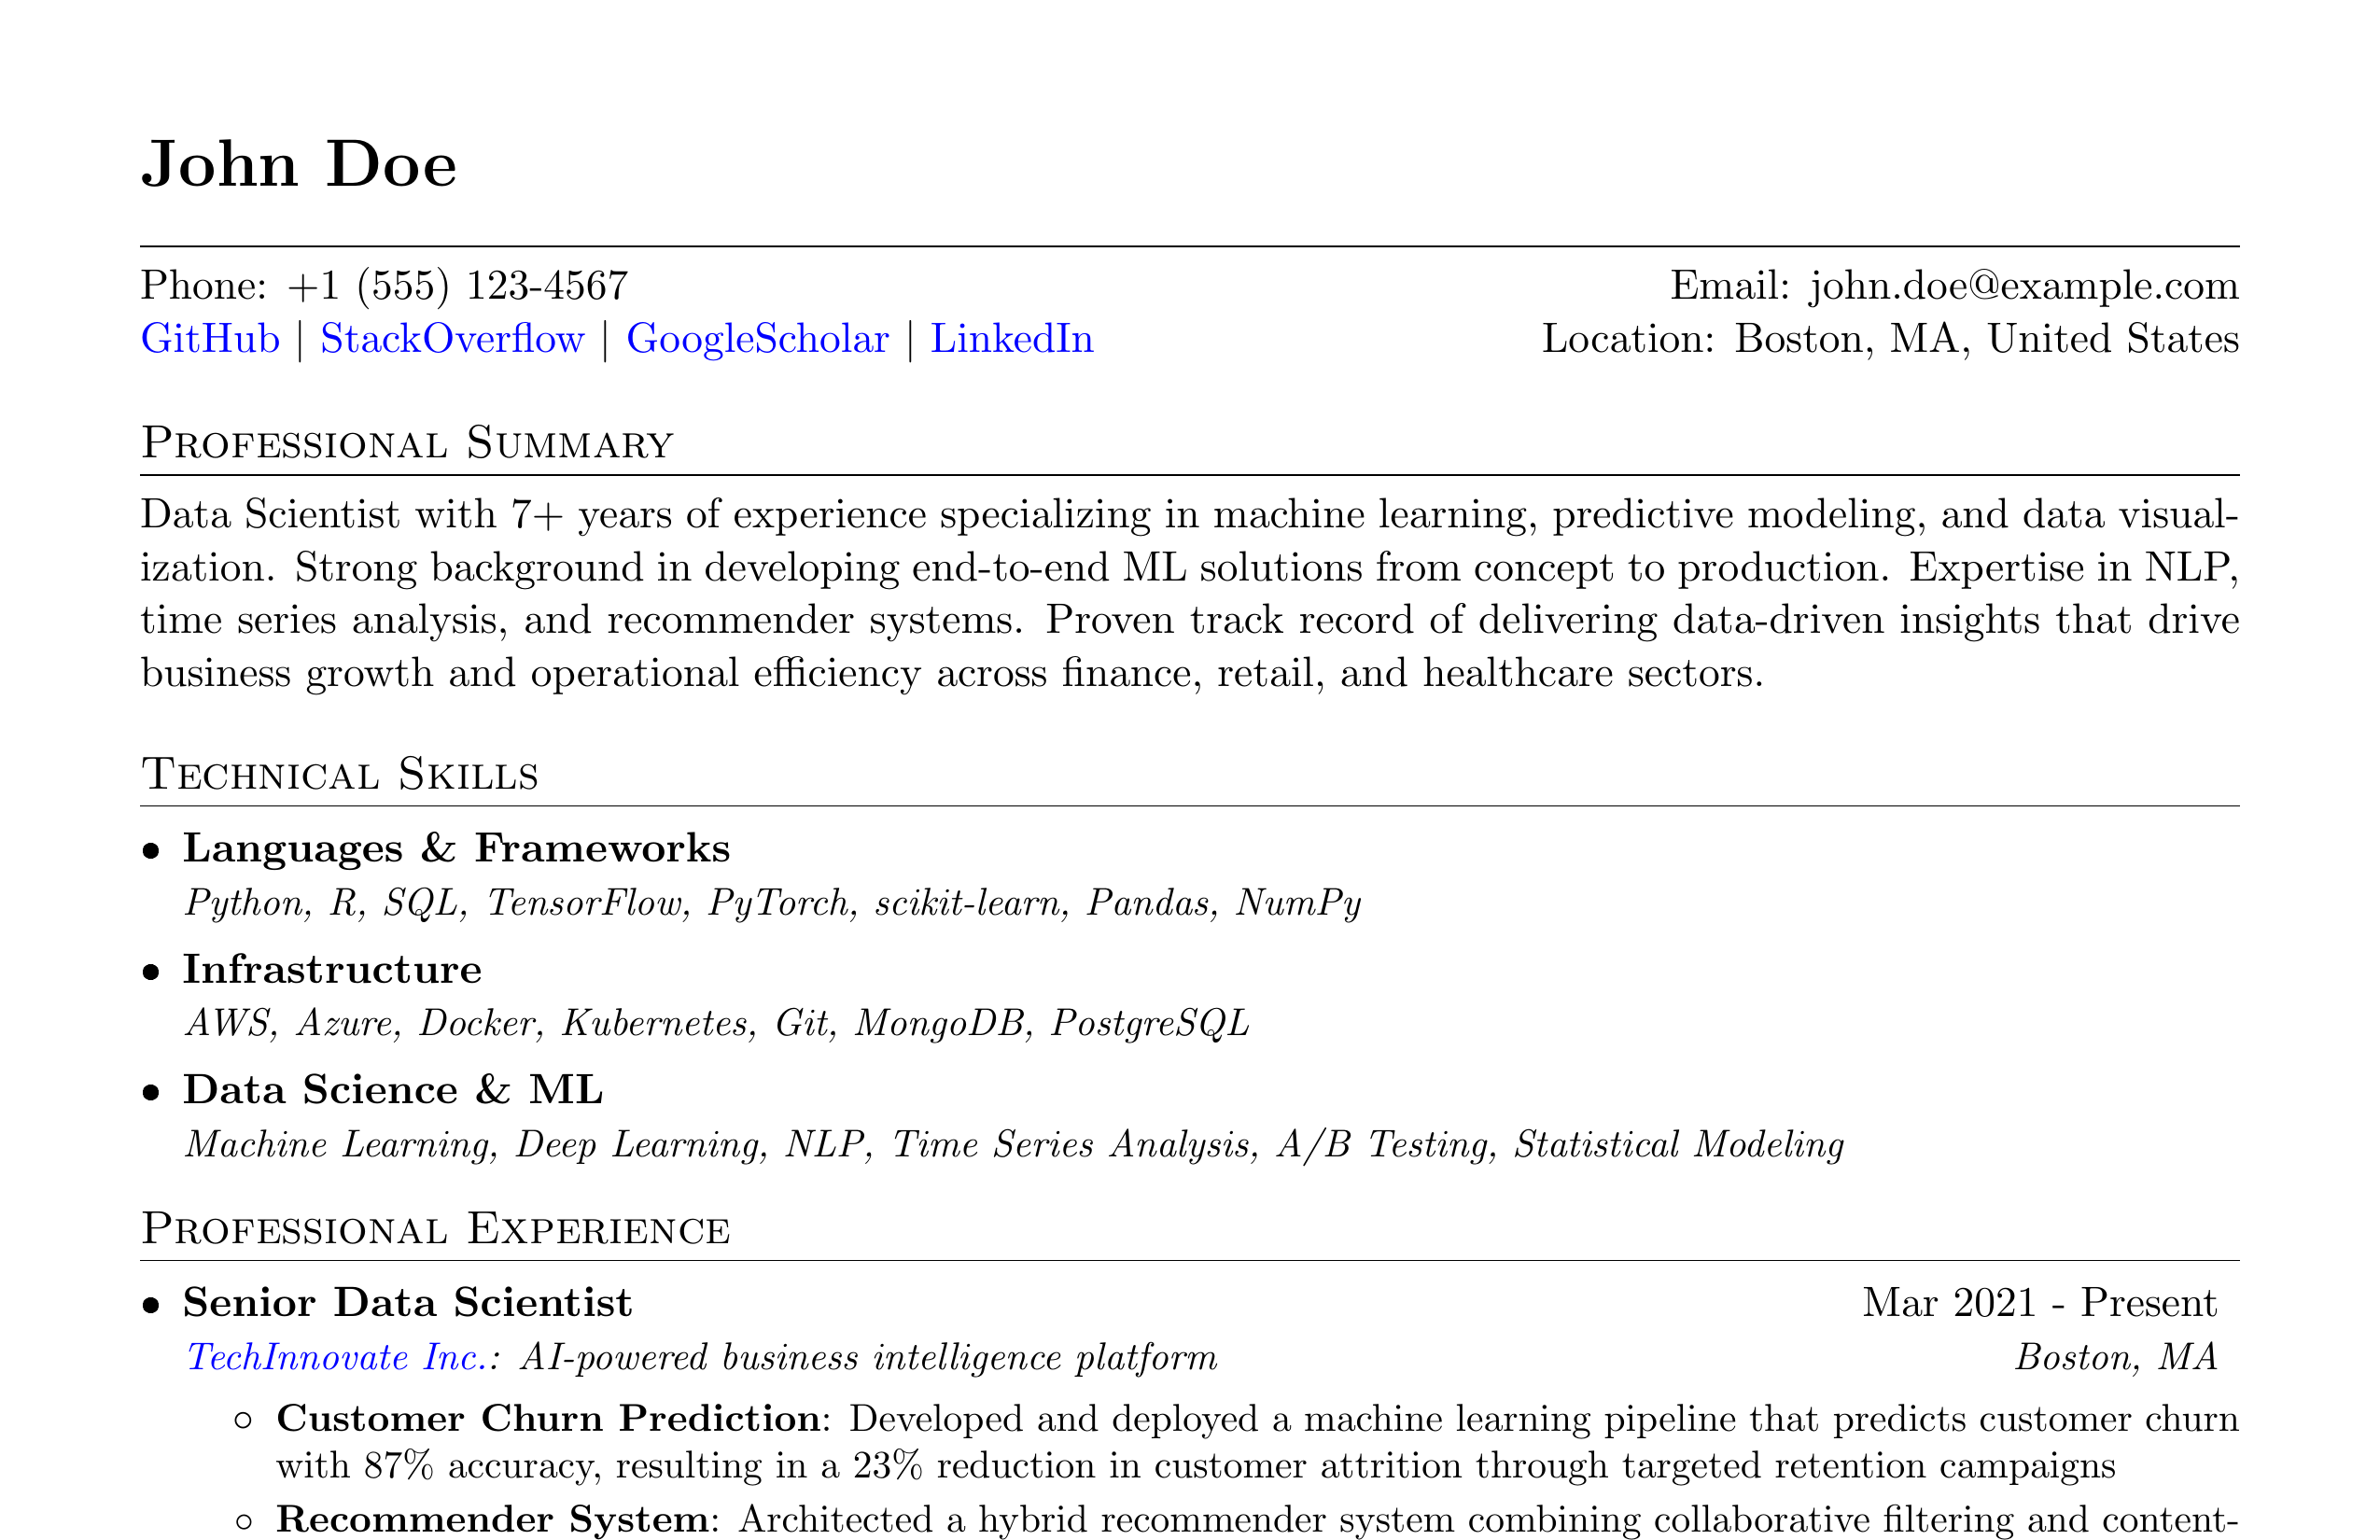 John Doe
Phone: +1 (555) 123-4567 Email: john.doe@example.com
GitHub | StackOverflow | GoogleScholar | LinkedIn Location: Boston, MA, United States
Professional Summary
Data Scientist with 7+ years of experience specializing in machine learning, predictive modeling, and data visual-
ization. Strong background in developing end-to-end ML solutions from concept to production. Expertise in NLP,
time series analysis, and recommender systems. Proven track record of delivering data-driven insights that drive
business growth and operational efficiency across finance, retail, and healthcare sectors.
Technical Skills
• Languages & Frameworks
Python, R, SQL, TensorFlow, PyTorch, scikit-learn, Pandas, NumPy
• Infrastructure
AWS, Azure, Docker, Kubernetes, Git, MongoDB, PostgreSQL
• Data Science & ML
Machine Learning, Deep Learning, NLP, Time Series Analysis, A/B Testing, Statistical Modeling
Professional Experience
• Senior Data Scientist Mar 2021 - Present
TechInnovate Inc.: AI-powered business intelligence platform Boston, MA
◦ Customer Churn Prediction: Developed and deployed a machine learning pipeline that predicts customer churn
with 87% accuracy, resulting in a 23% reduction in customer attrition through targeted retention campaigns
◦ Recommender System: Architected a hybrid recommender system combining collaborative filtering and content-